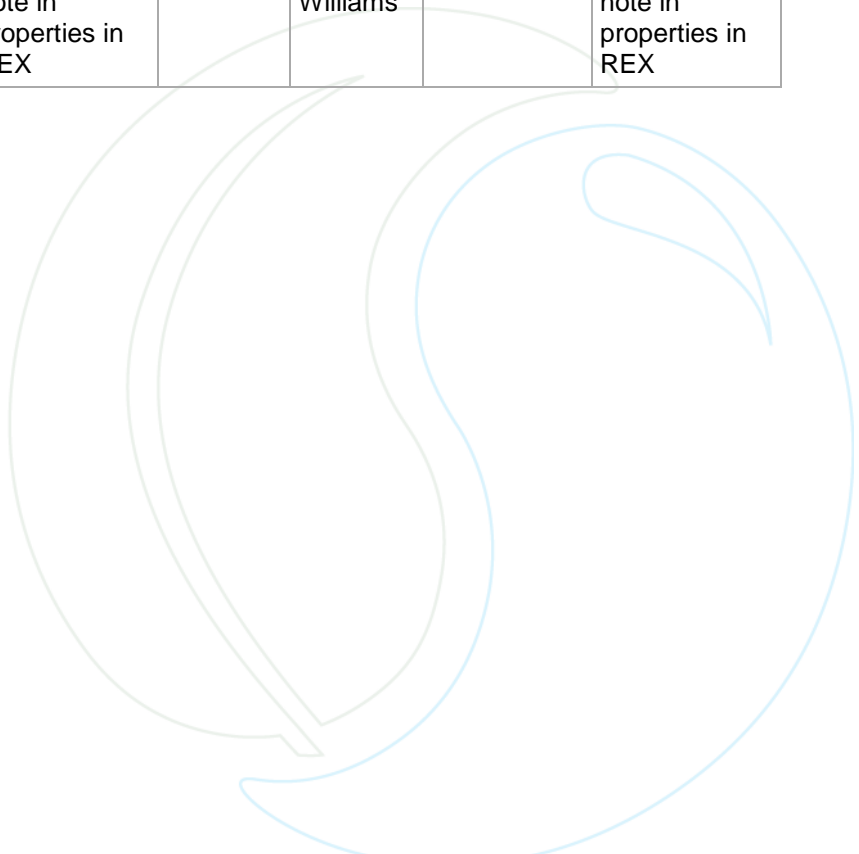 ote in
operties in
EX
Williams
note in
properties in
REX